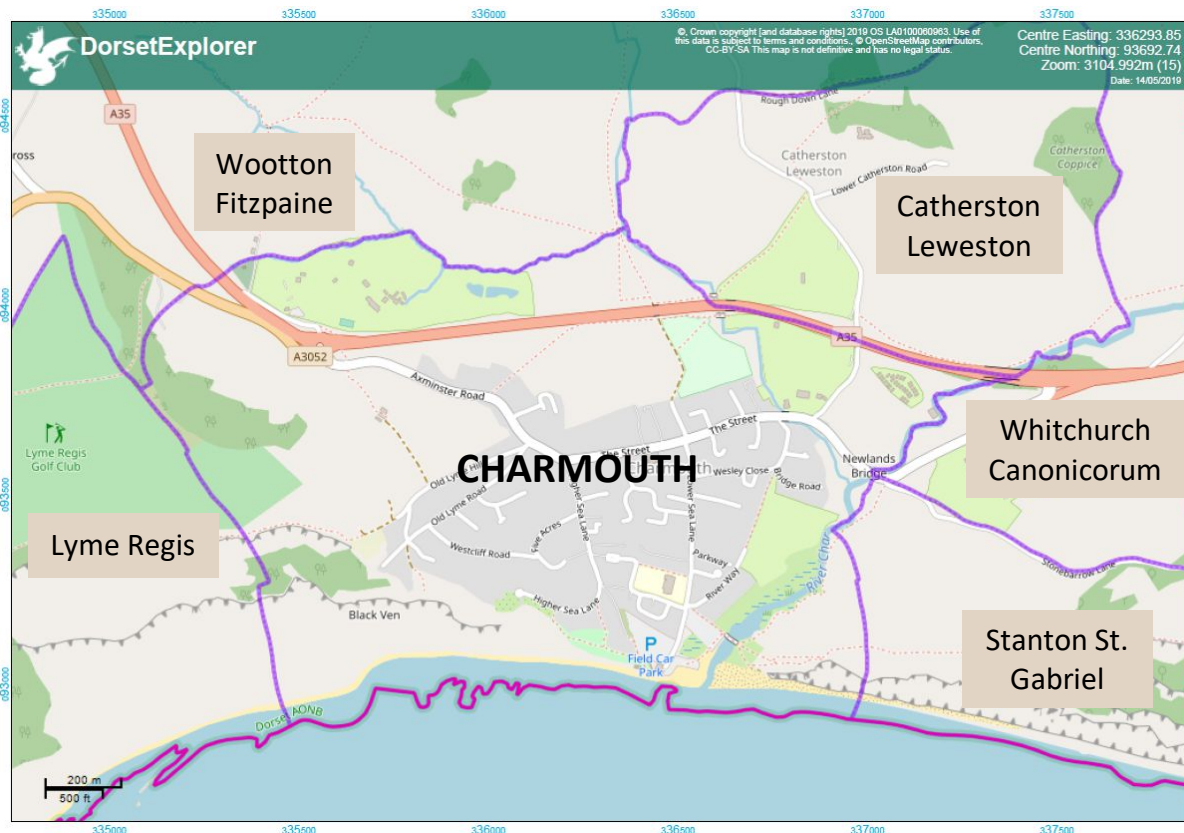 335000 335500 336000 336500 337000 337500
DorsetExplorer
©, Crown copyright [and database rights] 2019 OS LA0100060963. Use of
this data is subject to terms and conditions., © OpenStreetMap contributors,
CC-BY-SA This map is not definitive and has no legal status.
Centre Easting: 336293.85
Centre Northing: 93692.74
Zoom: 3104.992m (15)
Date: 14/05/2019
094500
A35
Rough Down Lane
ross
Wootton
Fitzpaine
Catherston
Leweston
Catherston
Coppice
Lower Catherston Road
Catherston
Leweston
094000
A35
A3052
Axminster Road
The Street
The Street
Lyme Regis
Golf Club
CHARMOUTH
Charmouth
Wesley Close
Bridge Road
Newlands
Bridge
Whitchurch
Canonicorum
093500
Old Lyme Hill
Old Lyme Road
Higher Sea Lane
Lower Sea Lane
Five Acres
Westcliff Road
Lyme Regis
Parkway
River Way
River Char
Stonebarrow Lane
Higher Sea Lane
Black Ven
P
Field Car
Park
Stanton St.
Gabriel
093000
Dorset AONB
200 m
500 ft
335000 335500 336000 336500 337000 337500